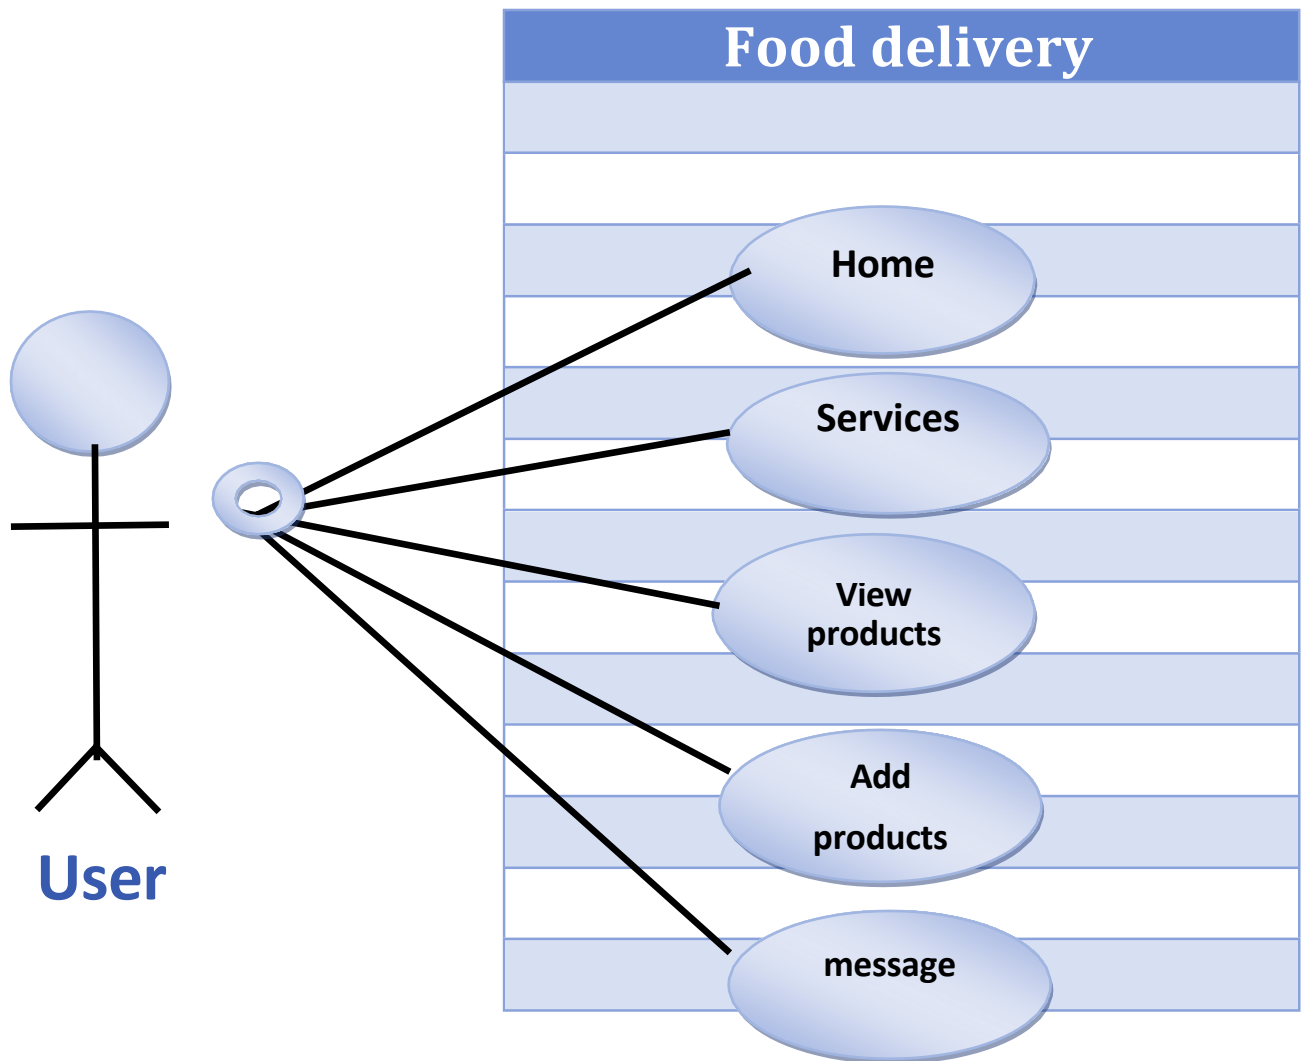 Food delivery
Home
Services
View
products
Add
products
User
message